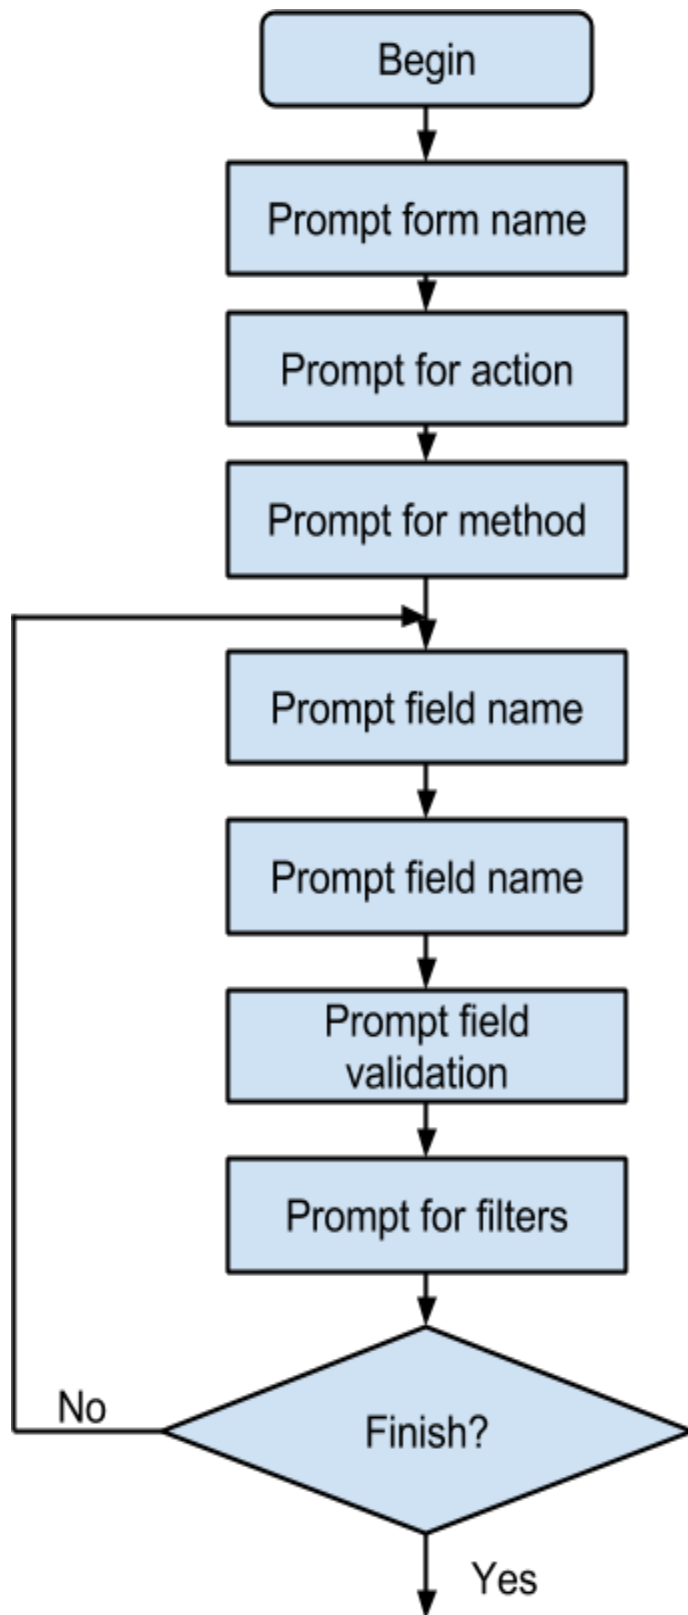 Begin
Prompt form name
Prompt for action
Prompt for method
Prompt field name
Prompt field name
Prompt field
validation
Prompt for filters
No
Finish?
Yes